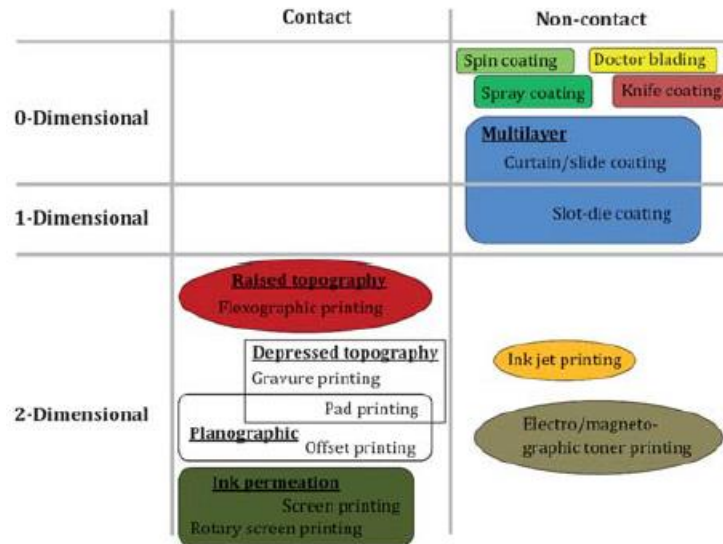 Contact
Non-contact
0-Dimensional
Spin coating
Doctor blading
Spray coating
Knife coating
Multilayer
Curtain/slide coating
1-Dimensional
Slot-die coating
2-Dimensional
Raised topography
Flexographic printing
Depressed topography
Gravure printing
Pad printing
Planographic
Offset printing
Ink permeation
Screen printing
Rotary screen printing
Ink jet printing
Electro/magneto-
graphic toner printing